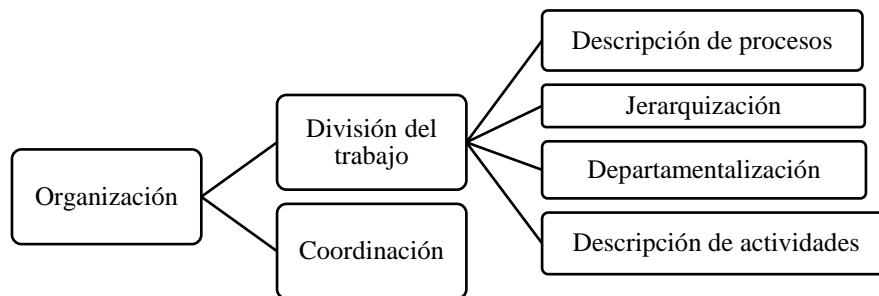 Organización
División del
trabajo
Coordinación
Descripción de procesos
Jerarquización
Departamentalización
Descripción de actividades